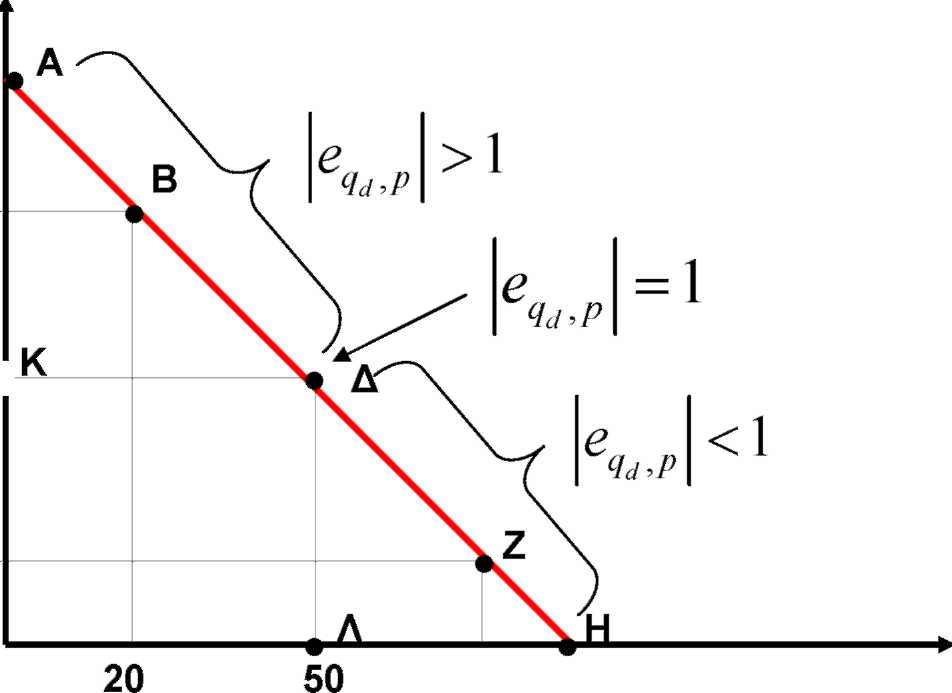 Α
|e_{q_d,p}| > 1
Β
|e_{q_d,p}| = 1
Κ
Δ
|e_{q_d,p}| < 1
Ζ
Λ
Η
20
50